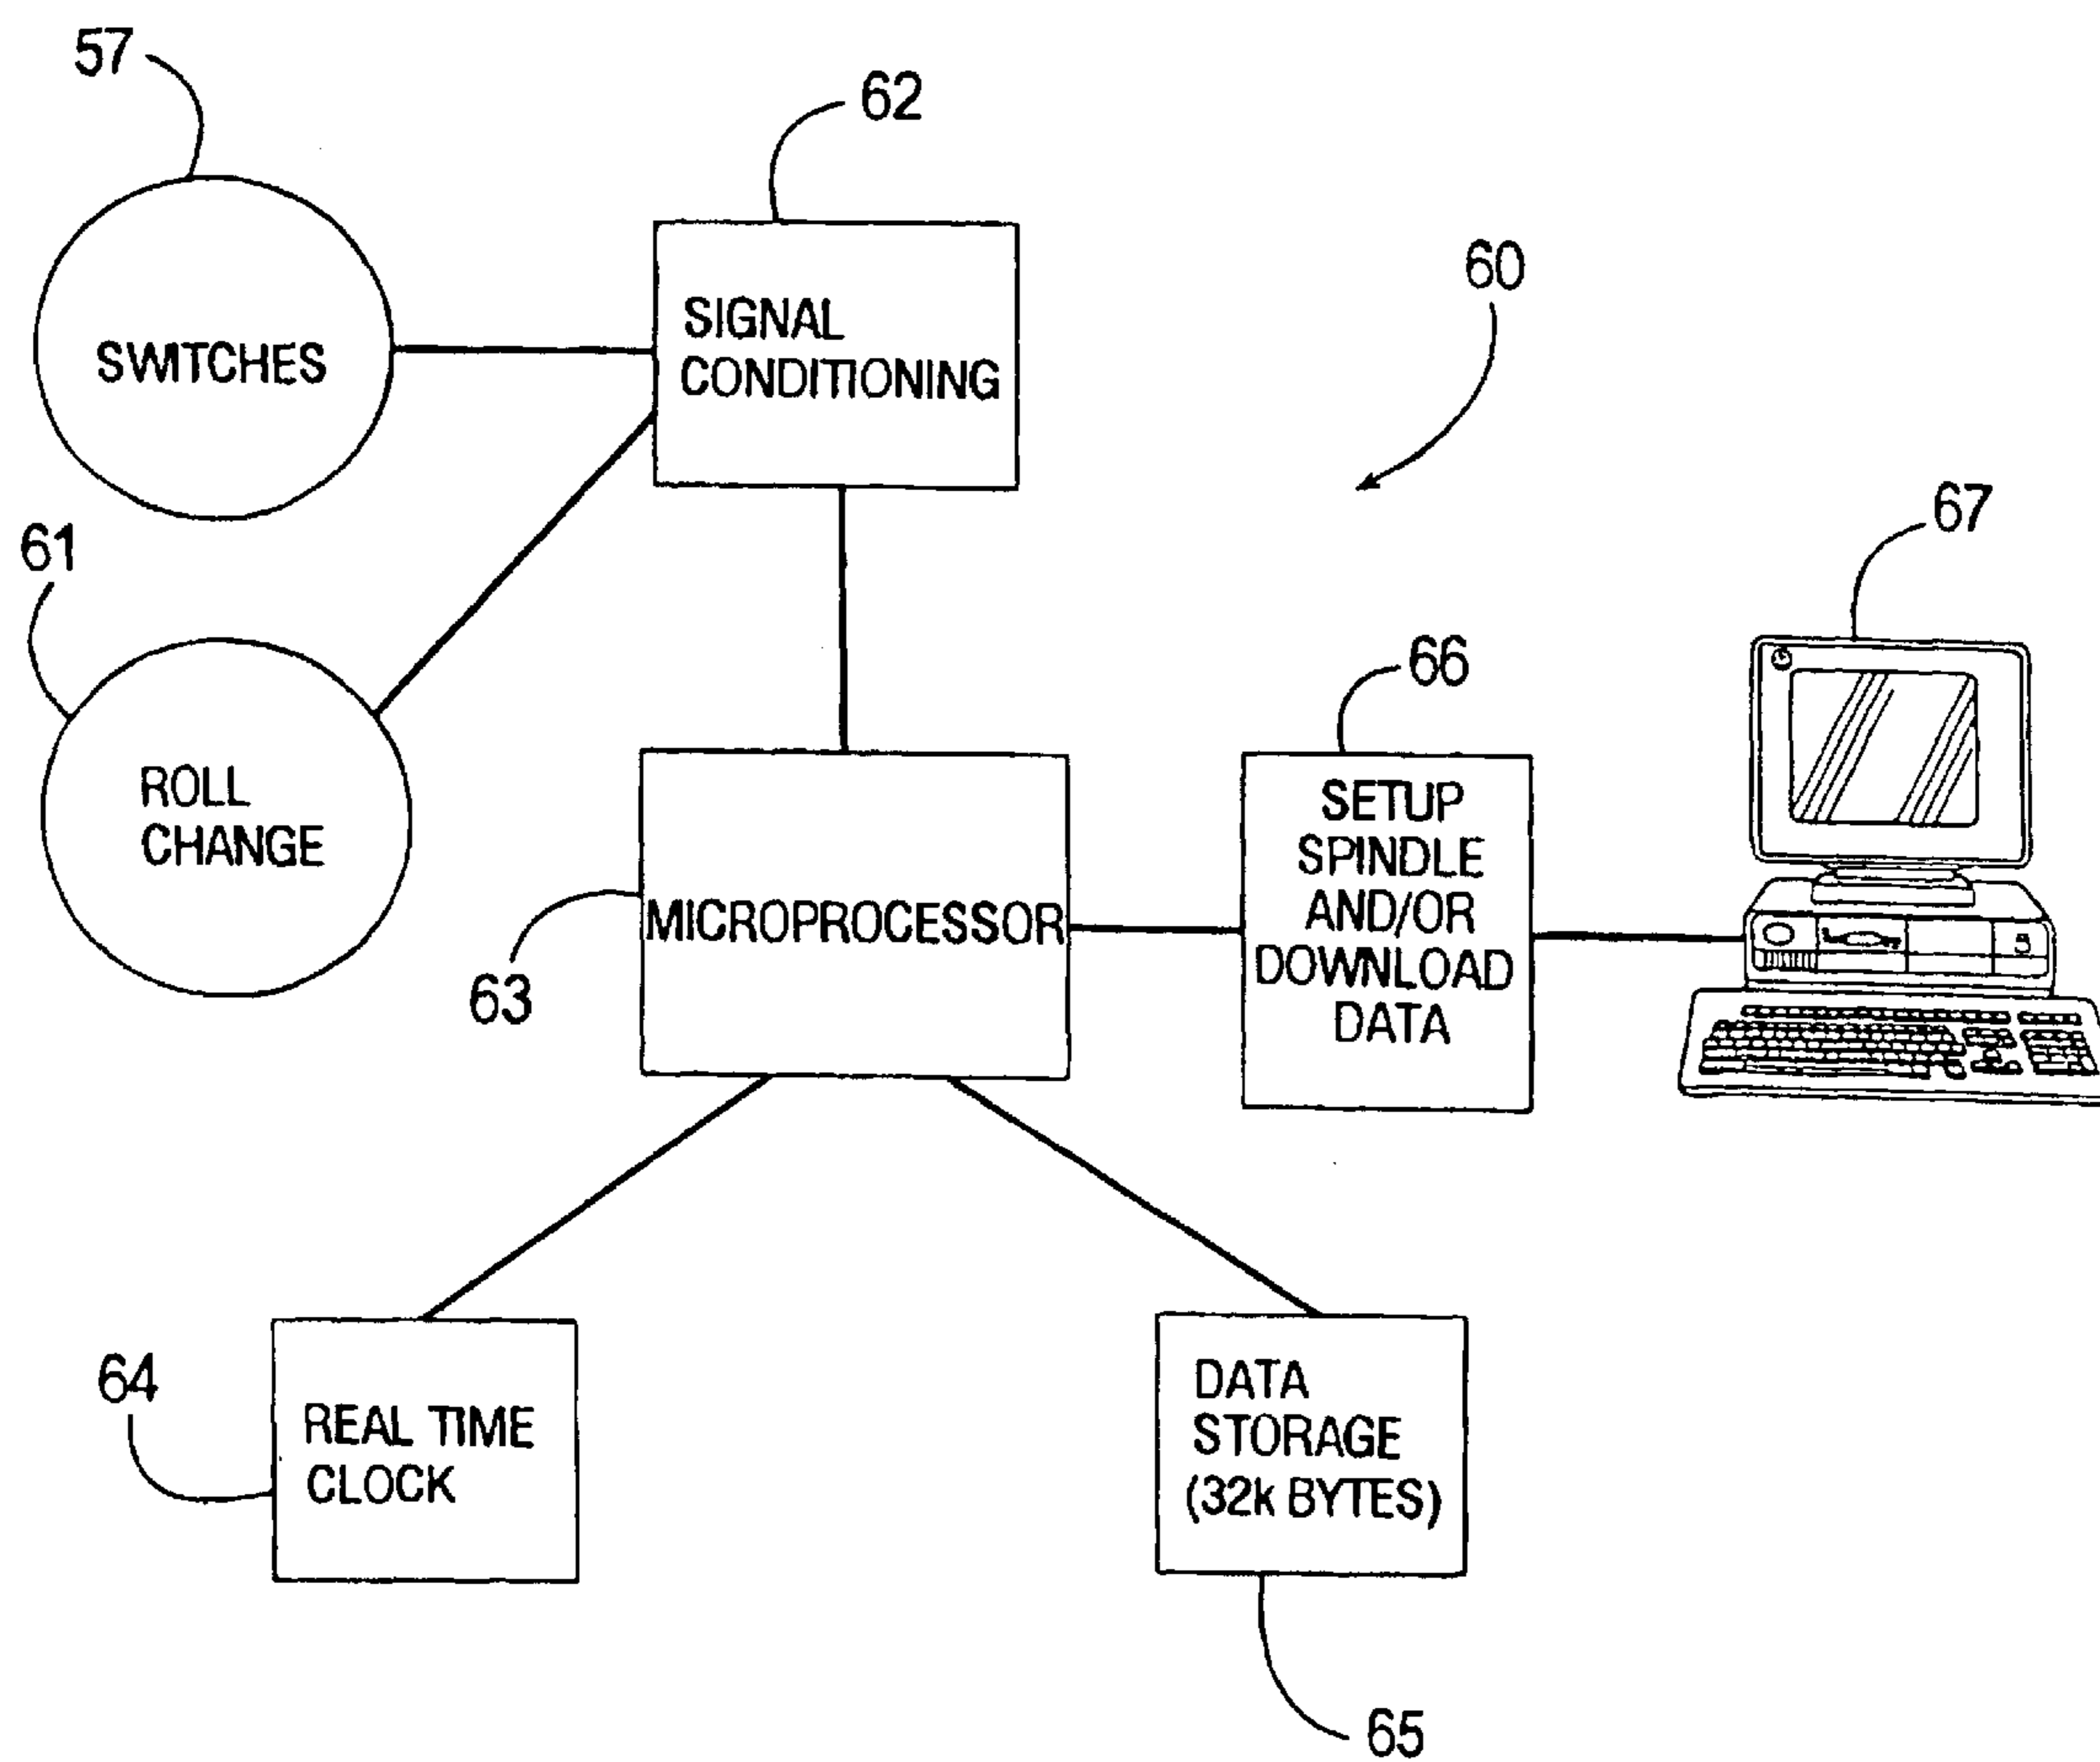 57
62
60
SWITCHES
SIGNAL
CONDITIONING
61
67
66
ROLL
CHANGE
63
MICROPROCESSOR
SETUP
SPINDLE
AND/OR
DOWNLOAD
DATA
64
REAL TIME
CLOCK
DATA
STORAGE
(32k BYTES)
65